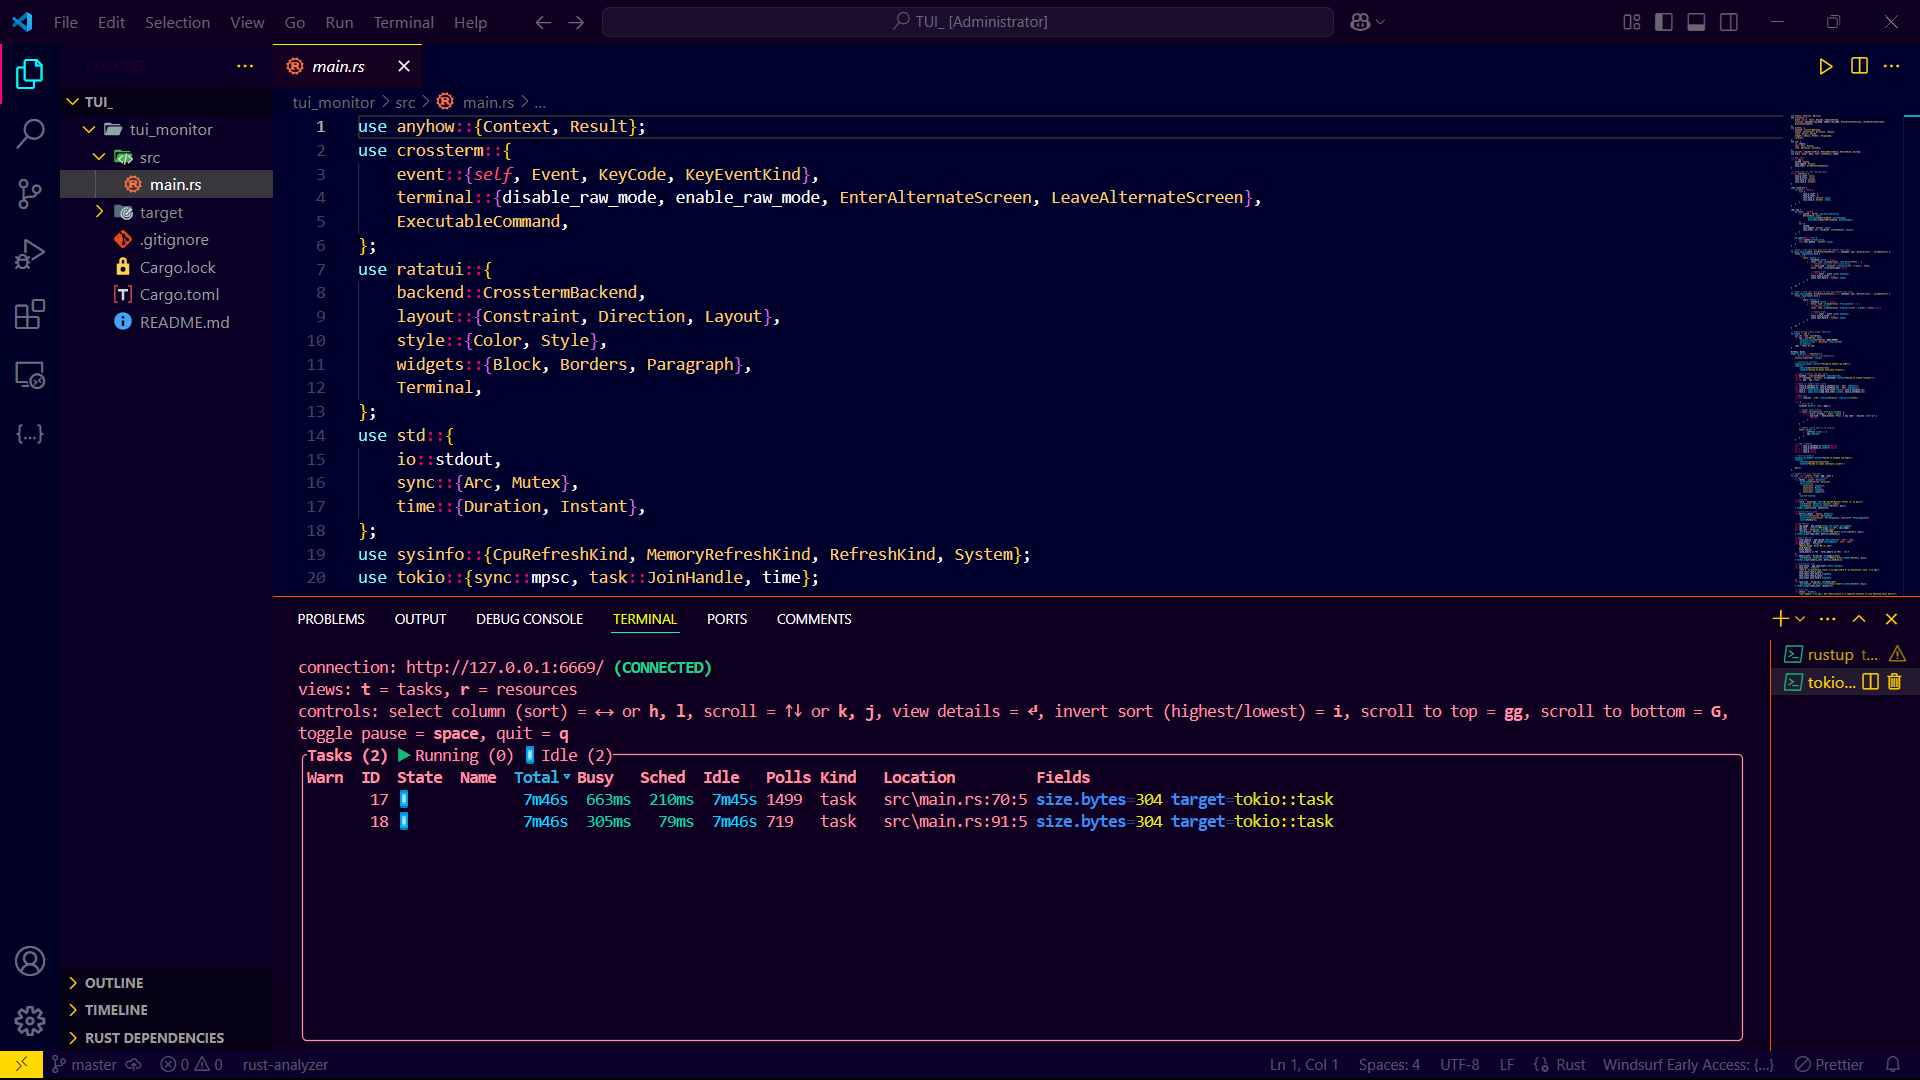 File Edit Selection View Go Run Terminal Help
TUI_ [Administrator]
EXPLORER
TUI_
tui_monitor
src
main.rs
target
.gitignore
Cargo.lock
Cargo.toml
README.md
OUTLINE
TIMELINE
RUST DEPENDENCIES
main.rs
tui_monitor > src > main.rs > ...
1 use anyhow::{Context, Result};
2 use crossterm::{
3 event::{self, Event, KeyCode, KeyEventKind},
4 terminal::{disable_raw_mode, enable_raw_mode, EnterAlternateScreen, LeaveAlternateScreen},
5 ExecutableCommand,
6 };
7 use ratatui::{
8 backend::CrosstermBackend,
9 layout::{Constraint, Direction, Layout},
10 style::{Color, Style},
11 widgets::{Block, Borders, Paragraph},
12 Terminal,
13 };
14 use std::{
15 io::stdout,
16 sync::{Arc, Mutex},
17 time::{Duration, Instant},
18 };
19 use sysinfo::{CpuRefreshKind, MemoryRefreshKind, RefreshKind, System};
20 use tokio::{sync::mpsc, task::JoinHandle, time};
PROBLEMS OUTPUT DEBUG CONSOLE TERMINAL PORTS COMMENTS
connection: http://127.0.0.1:6669/ (CONNECTED)
views: t = tasks, r = resources
controls: select column (sort) = ↔ or h, l, scroll = ↑↓ or k, j, view details = ⏎, invert sort (highest/lowest) = i, scroll to top = gg, scroll to bottom = G,
toggle pause = space, quit = q
Tasks (2) ▶ Running (0) ⏸ Idle (2)
Warn ID State Name Total▾ Busy Sched Idle Polls Kind Location Fields
17 ⏸ 7m46s 663ms 210ms 7m45s 1499 task src\main.rs:70:5 size.bytes=304 target=tokio::task
18 ⏸ 7m46s 305ms 79ms 7m46s 719 task src\main.rs:91:5 size.bytes=304 target=tokio::task
rustup t...
tokio...
master 0 0 rust-analyzer
Ln 1, Col 1 Spaces: 4 UTF-8 LF Rust Windsurf Early Access: {...} Prettier